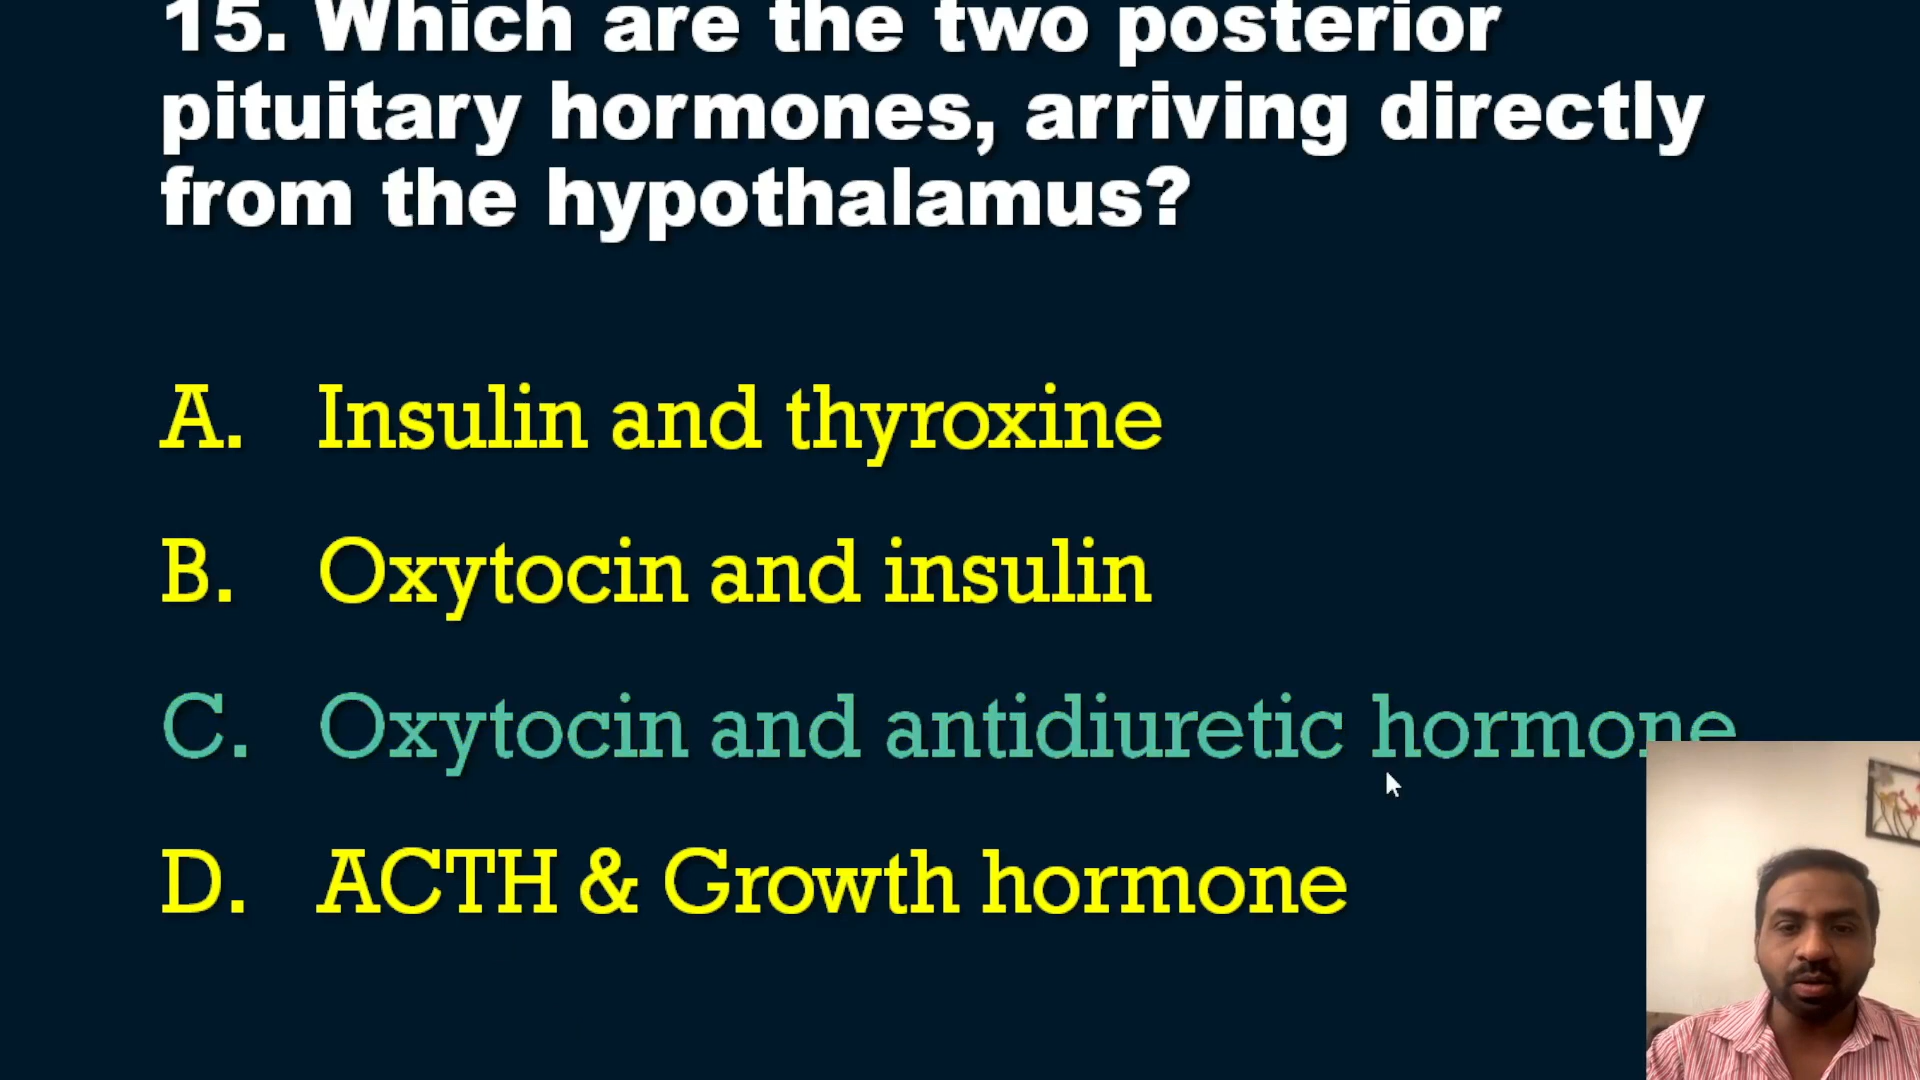 15. Which are the two posterior
pituitary hormones, arriving directly
from the hypothalamus?
A. Insulin and thyroxine
B. Oxytocin and insulin
C. Oxytocin and antidiuretic hormone
D. ACTH & Growth hormone